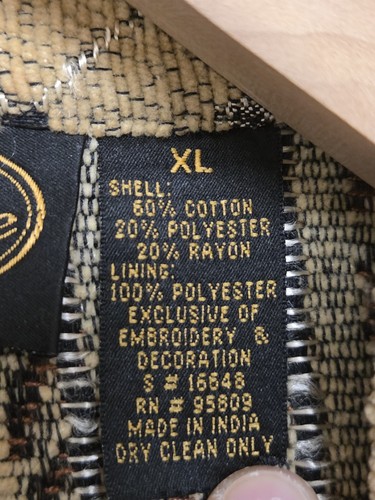 XL
SHELL:
60% COTTON
20% POLYESTER
20% RAYON
LINING:
100% POLYESTER
EXCLUSIVE OF
EMBROIDERY &
DECORATION
S # 16648
RN # 95809
MADE IN INDIA
DRY CLEAN ONLY